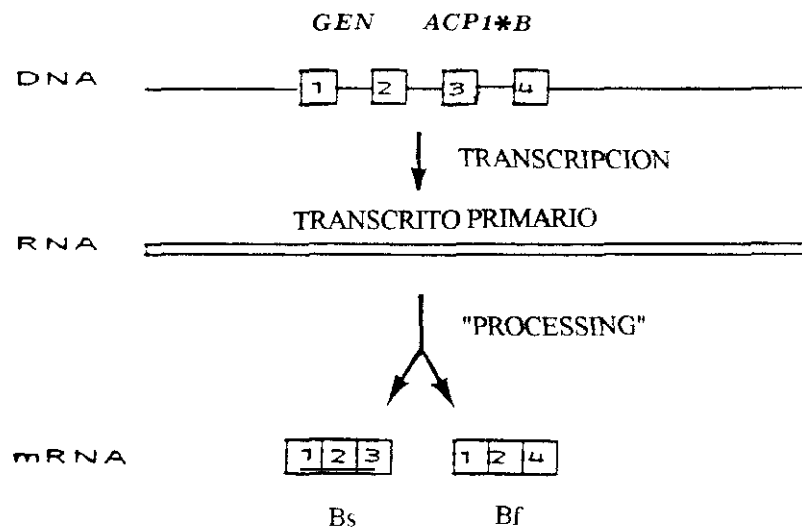 GEN ACP1*B
DNA 1 2 3 4
TRANSCRIPCION
TRANSCRITO PRIMARIO
RNA
"PROCESSING"
mRNA 1 2 3 1 2 4
Bs Bf